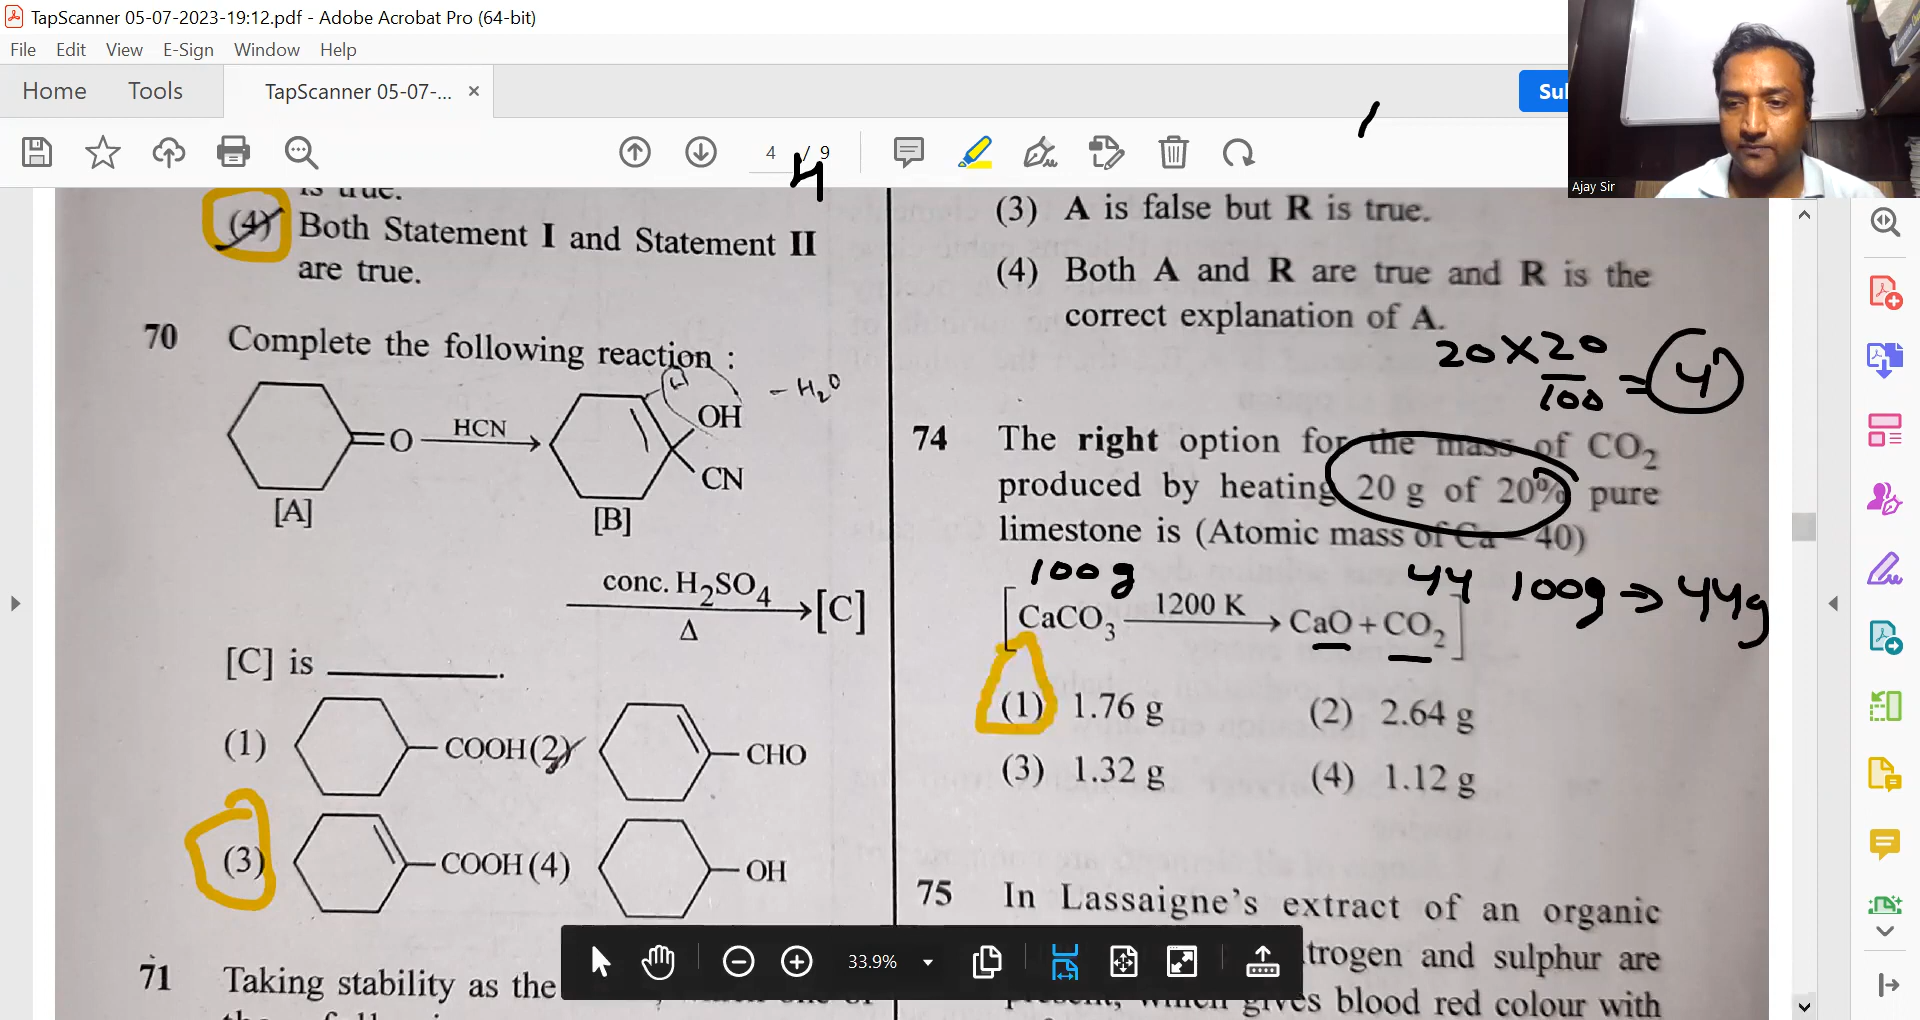 TapScanner 05-07-2023-19:12.pdf - Adobe Acrobat Pro (64-bit)
File Edit View E-Sign Window Help
Home Tools TapScanner 05-07-... ×
4 / 9
Ajay Sir
4
is true.
(4) Both Statement I and Statement II
are true.
70 Complete the following reaction :
H
- H2O
=O
HCN
OH
CN
[A]
[B]
conc. H2SO4
Δ
[C]
[C] is ________.
(1) COOH (2) CHO
(3) COOH (4) OH
71 Taking stability as the
(3) A is false but R is true.
(4) Both A and R are true and R is the
correct explanation of A.
20 × 20
100
= 4
74 The right option for the mass of CO2
produced by heating 20 g of 20% pure
limestone is (Atomic mass of Ca = 40)
100g 44 100g ⇒ 44g
[CaCO3 1200 K → CaO + CO2]
(1) 1.76 g (2) 2.64 g
(3) 1.32 g (4) 1.12 g
75 In Lassaigne's extract of an organic
trogen and sulphur are
gives blood red colour with
33.9%